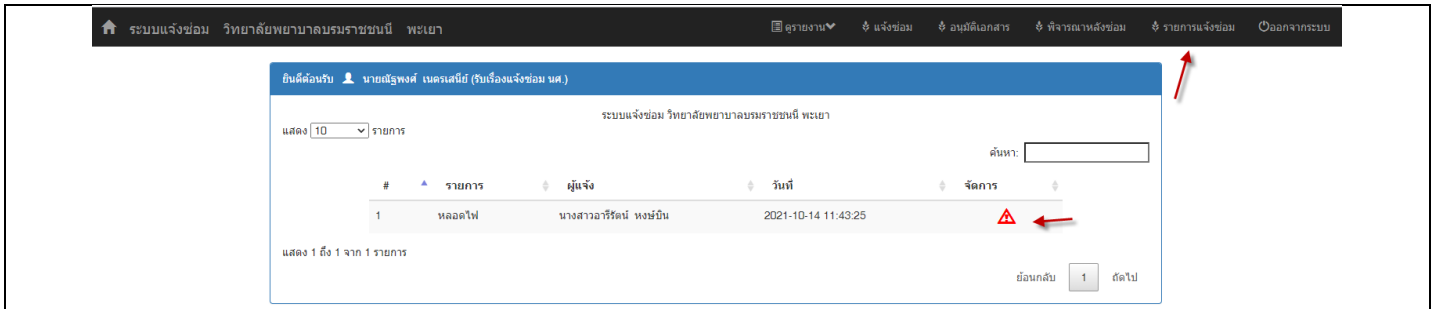 ระบบแจ้งซ่อม วิทยาลัยพยาบาลบรมราชชนนี พะเยา ดูรายงาน แจ้งซ่อม อนุมัติเอกสาร พิจารณาหลังซ่อม รายการแจ้งซ่อม ออกจากระบบ
ยินดีต้อนรับ นายณัฐพงศ์ เนตรเสนีย์ (รับเรื่องแจ้งซ่อม นศ.)
ระบบแจ้งซ่อม วิทยาลัยพยาบาลบรมราชชนนี พะเยา
แสดง 10 รายการ
ค้นหา:
# รายการ ผู้แจ้ง วันที่ จัดการ
1 หลอดไฟ นางสาวอารีรัตน์ หงษ์บิน 2021-10-14 11:43:25
แสดง 1 ถึง 1 จาก 1 รายการ
ย้อนกลับ 1 ถัดไป